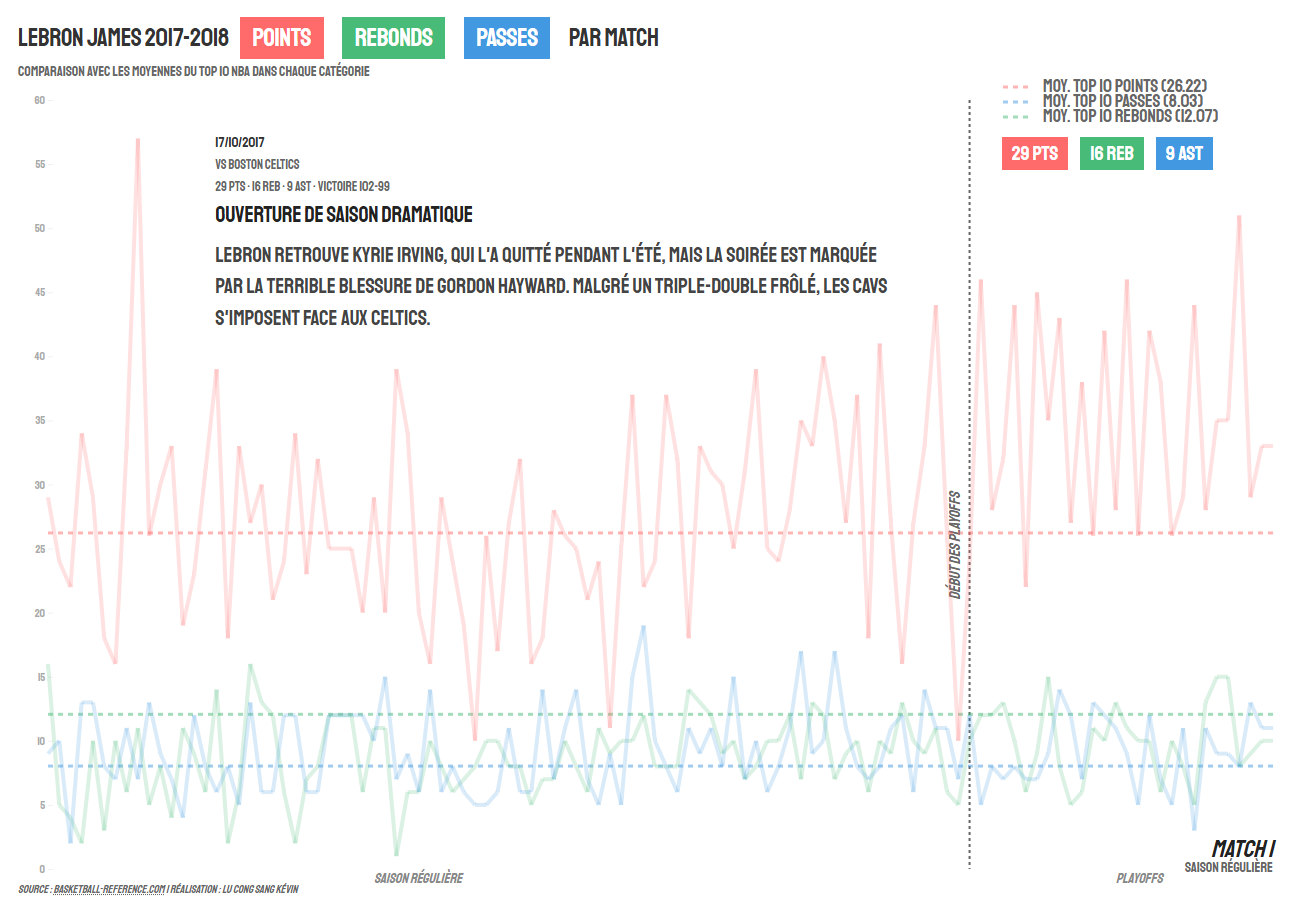 LEBRON JAMES 2017-2018 POINTS REBONDS PASSES PAR MATCH
COMPARAISON AVEC LES MOYENNES DU TOP 10 NBA DANS CHAQUE CATÉGORIE
MOY. TOP 10 POINTS (26.22)
MOY. TOP 10 PASSES (8.03)
MOY. TOP 10 REBONDS (12.07)
29 PTS 16 REB 9 AST
17/10/2017
VS BOSTON CELTICS
29 PTS · 16 REB · 9 AST · VICTOIRE 102-99
OUVERTURE DE SAISON DRAMATIQUE
LEBRON RETROUVE KYRIE IRVING, QUI L'A QUITTÉ PENDANT L'ÉTÉ, MAIS LA SOIRÉE EST MARQUÉE
PAR LA TERRIBLE BLESSURE DE GORDON HAYWARD. MALGRÉ UN TRIPLE-DOUBLE FRÔLÉ, LES CAVS
S'IMPOSENT FACE AUX CELTICS.
60
55
50
45
40
35
30
25
20
15
10
5
0
DÉBUT DES PLAYOFFS
MATCH 1
SAISON RÉGULIÈRE
SAISON RÉGULIÈRE
PLAYOFFS
SOURCE : BASKETBALL-REFERENCE.COM | RÉALISATION : LU CONG SANG KÉVIN